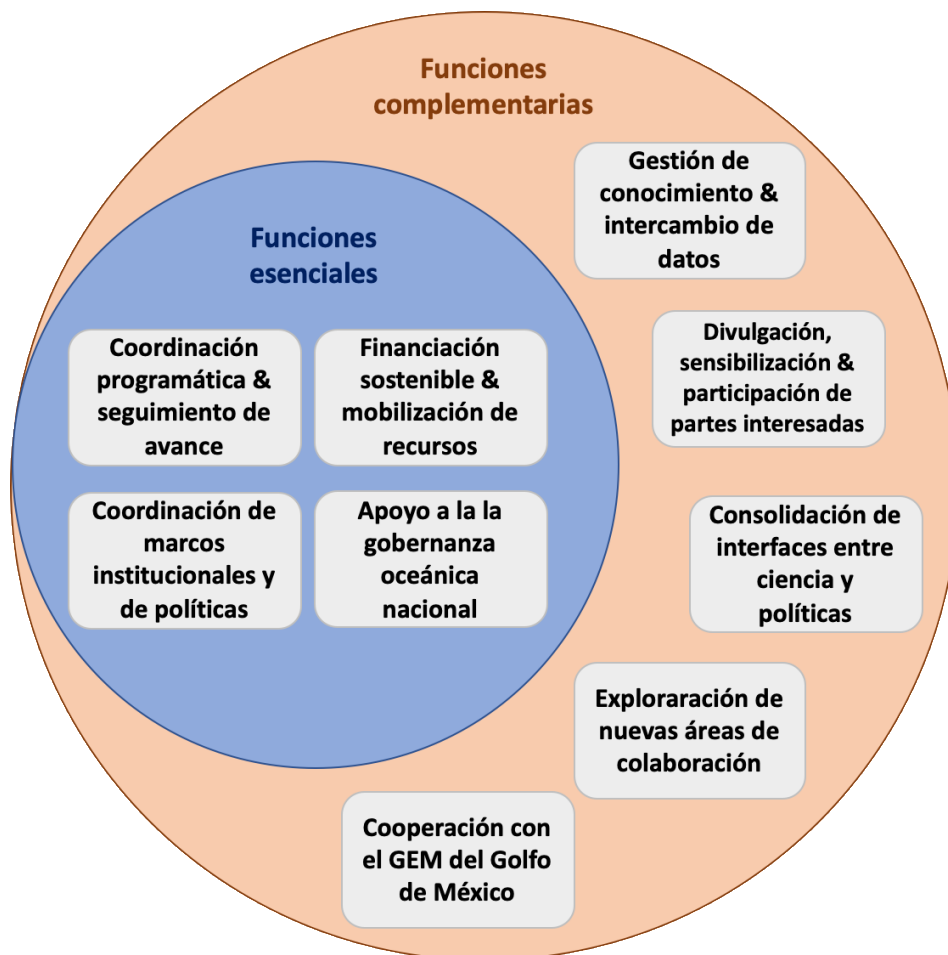 Funciones
complementarias
Gestión de
conocimiento &
intercambio de
datos
Funciones
esenciales
Divulgación,
sensibilización &
participación de
partes interesadas
Coordinación
programática &
seguimiento de
avance
Financiación
sostenible &
mobilización de
recursos
Coordinación de
marcos
institucionales y
de políticas
Apoyo a la la
gobernanza
oceánica
nacional
Consolidación de
interfaces entre
ciencia y
políticas
Exploraración de
nuevas áreas de
colaboración
Cooperación con
el GEM del Golfo
de México